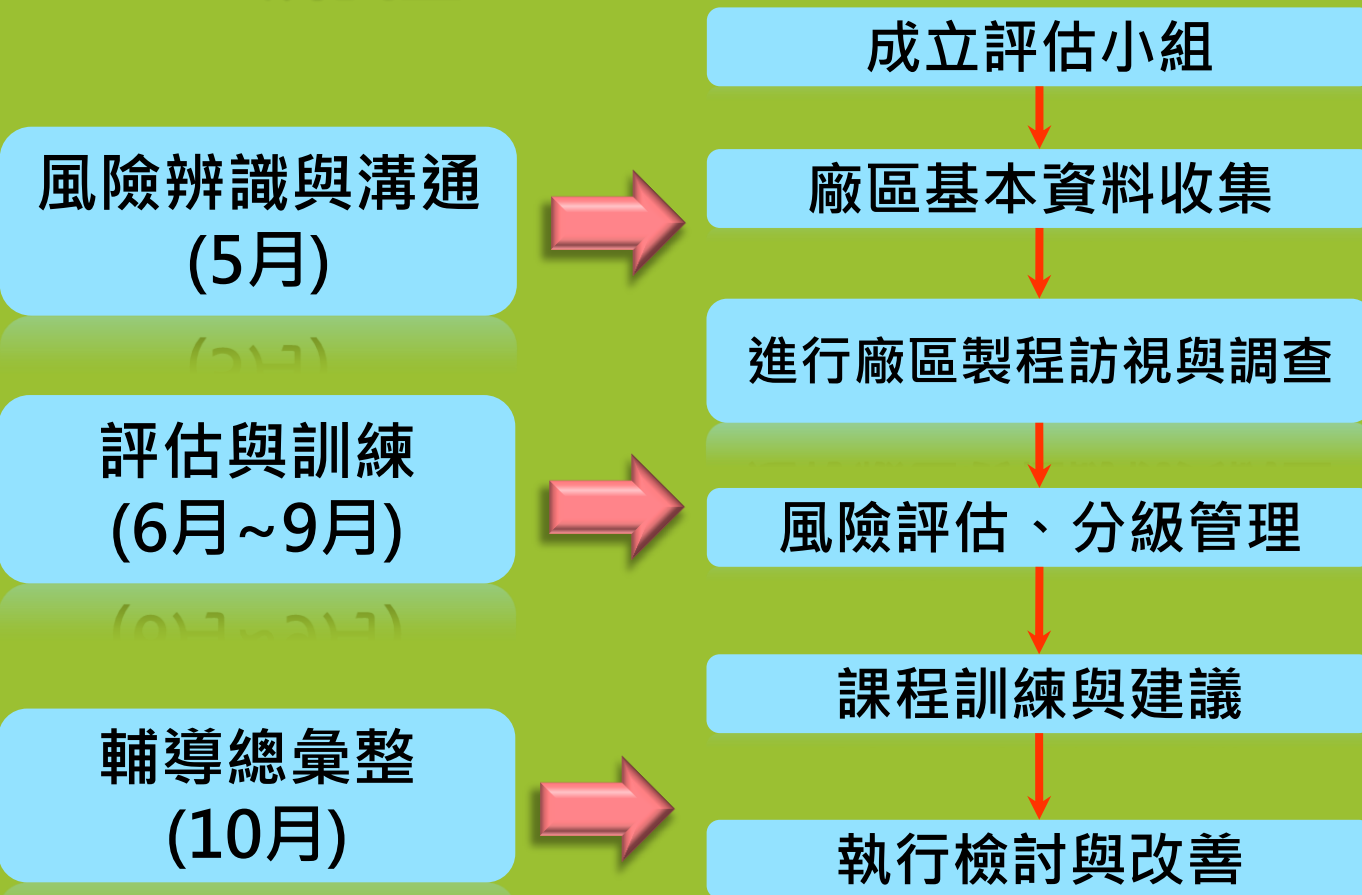 風險辨識與溝通
(5月)
評估與訓練
(6月~9月)
輔導總彙整
(10月)
成立評估小組
廠區基本資料收集
進行廠區製程訪視與調查
風險評估、分級管理
課程訓練與建議
執行檢討與改善